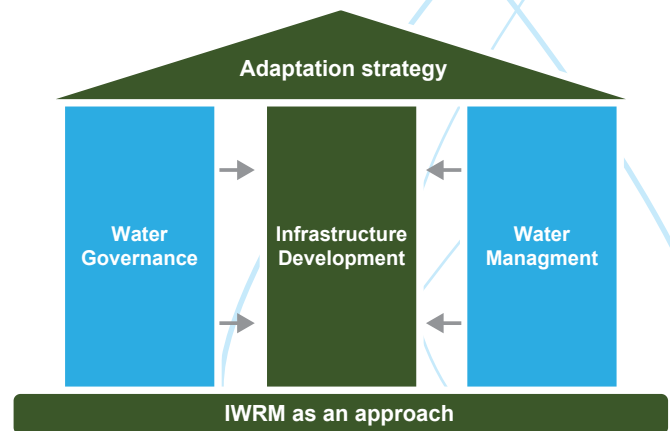 Adaptation strategy
Water
Governance
Infrastructure
Development
Water
Managment
IWRM as an approach